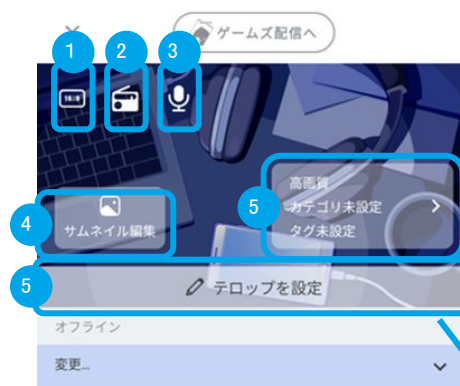 ゲームズ配信へ
1
2
3
16:9
4
サムネイル編集
5
高画質
カテゴリ未設定
タグ未設定
5
テロップを設定
オフライン
変更...